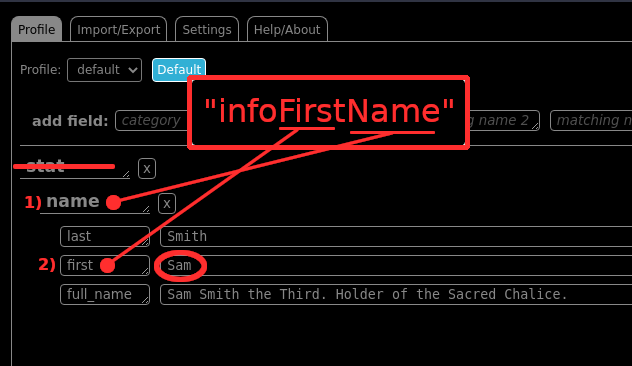 Profile Import/Export Settings Help/About
Profile: default Default
"infoFirstName"
add field: category name 2 matching n
stat x
1) name x
last Smith
2) first Sam
full_name Sam Smith the Third. Holder of the Sacred Chalice.